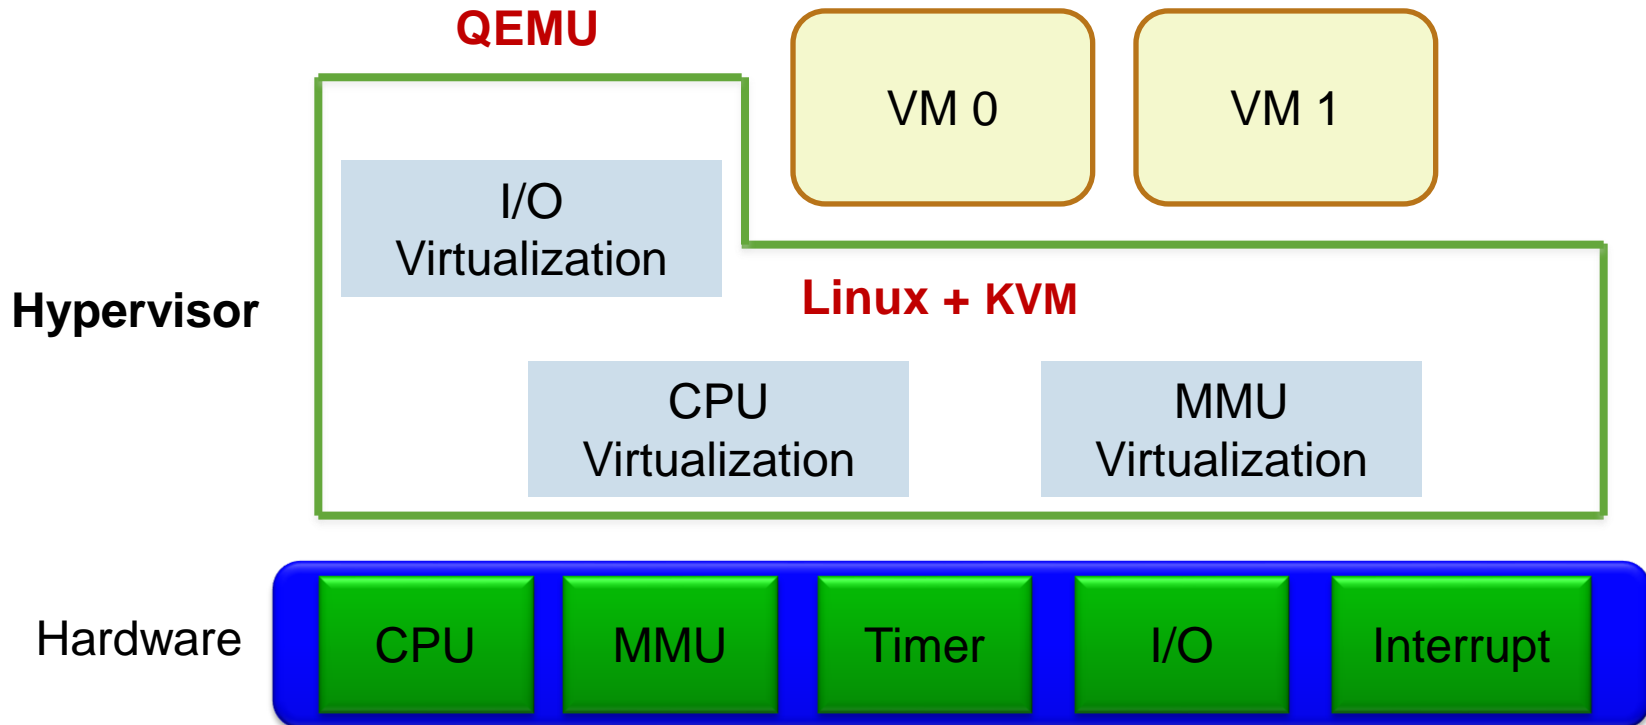 QEMU
VM 0
VM 1
I/O
Virtualization
Hypervisor
Linux + KVM
CPU
Virtualization
MMU
Virtualization
Hardware
CPU
MMU
Timer
I/O
Interrupt